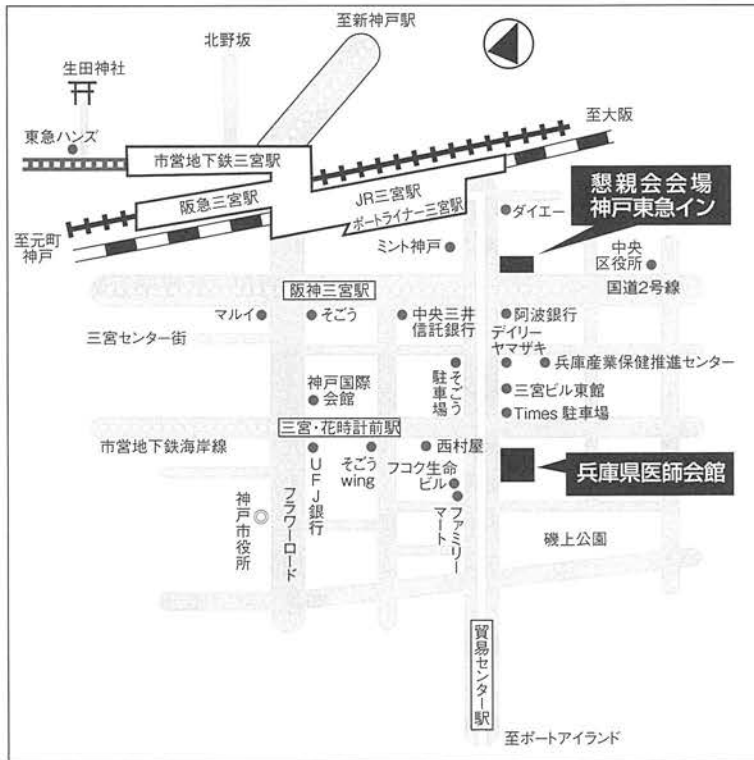 至新神戸駅
北野坂
生田神社
至大阪
東急ハンズ
市営地下鉄三宮駅
阪急三宮駅
JR三宮駅
ポートライナー三宮駅
懇親会会場
神戸東急イン
ダイエー
至元町
神戸
ミント神戸
中央
区役所
国道2号線
阪神三宮駅
マルイ
そごう
中央三井
信託銀行
阿波銀行
三宮センター街
デイリー
ヤマザキ
兵庫産業保健推進センター
そごう
駐車場
神戸国際
会館
三宮ビル東館
Times 駐車場
三宮・花時計前駅
市営地下鉄海岸線
UFJ銀行
そごう
wing
西村屋
フコク生命
ビル
兵庫県医師会館
神戸市役所
フラワーロード
ファミリー
マート
磯上公園
貿易センター駅
至ポートアイランド